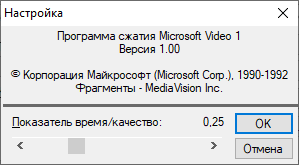 Настройка
Программа сжатия Microsoft Video 1
Версия 1.00
© Корпорация Майкрософт (Microsoft Corp.), 1990-1992
Фрагменты - MediaVision Inc.
Показатель время/качество: 0,25
OK
Отмена